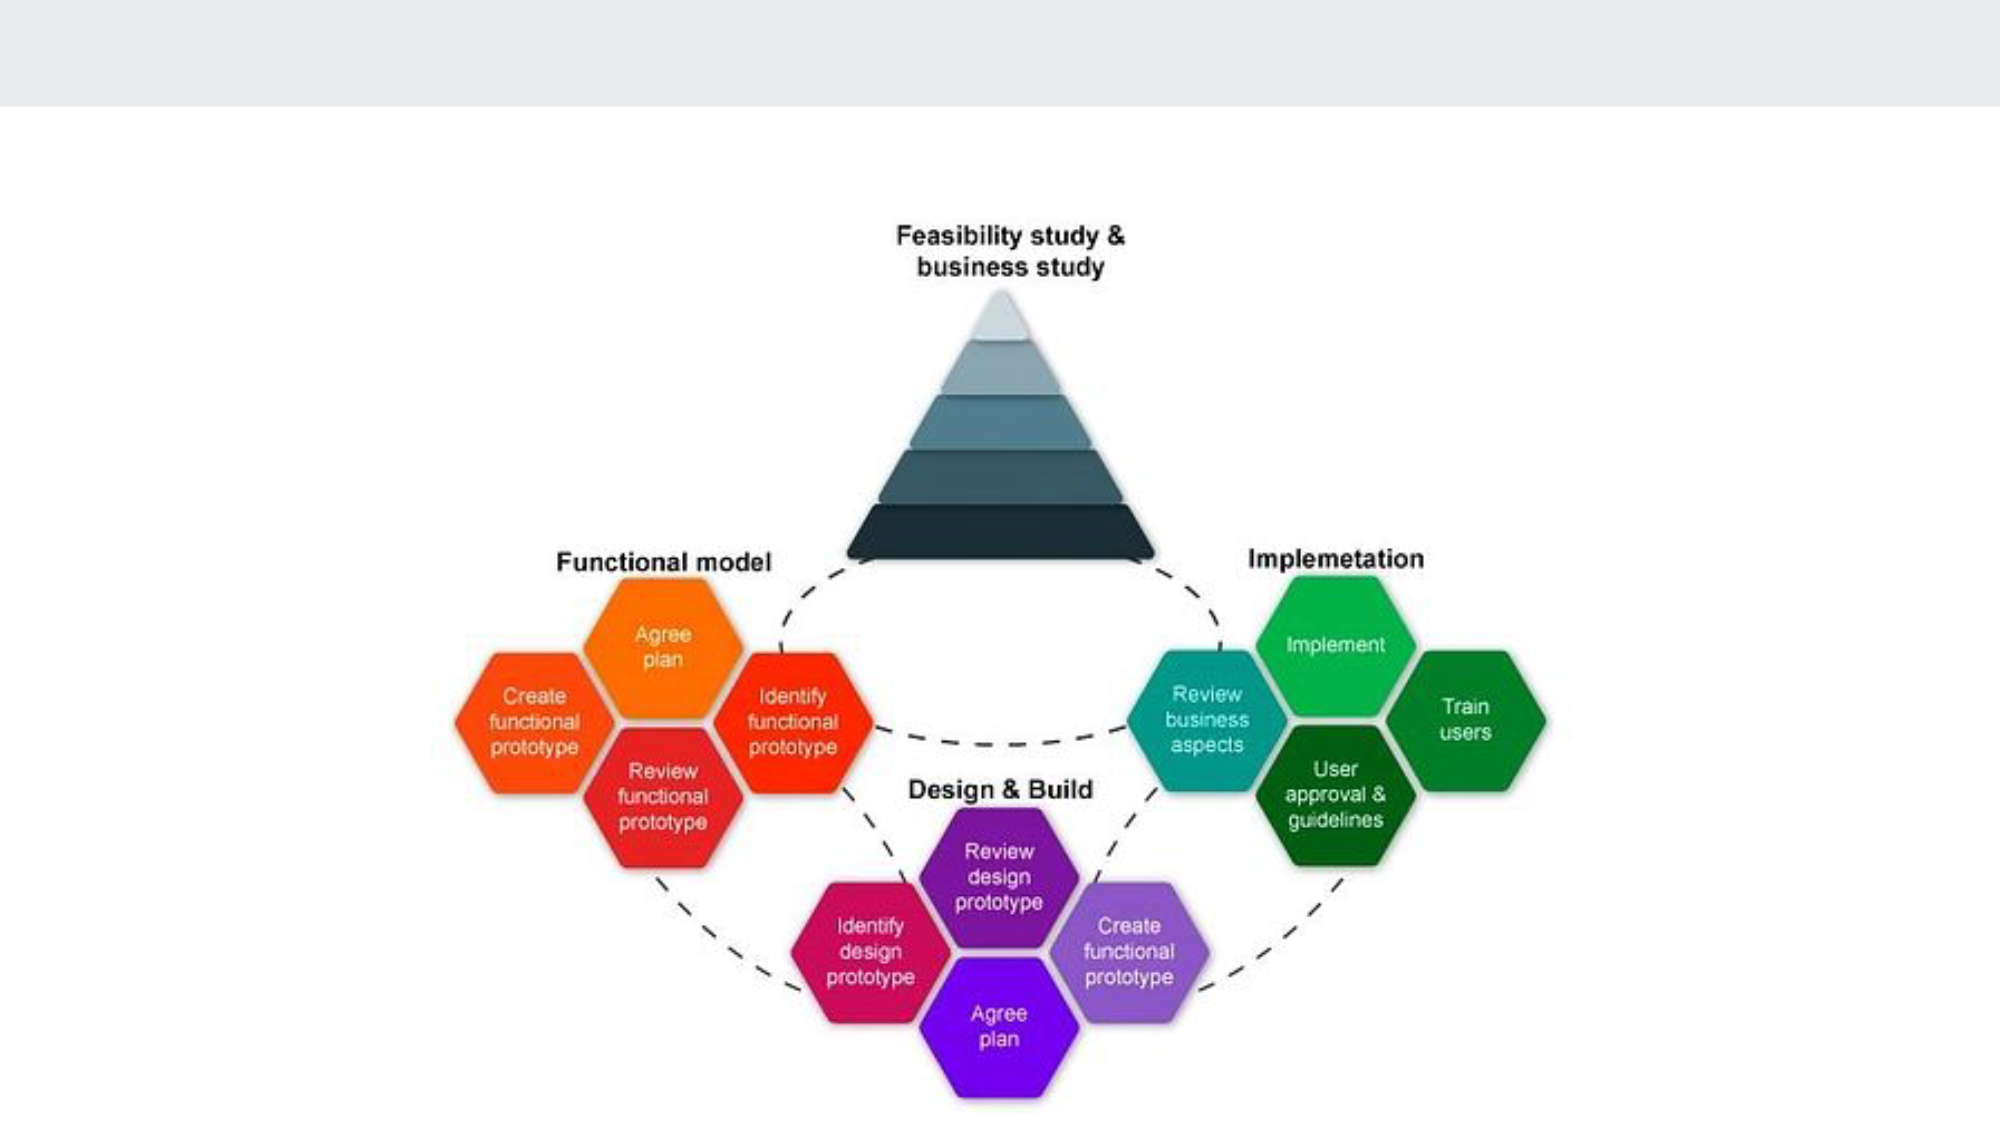 Feasibility study &
business study
Functional model
Agree
plan
Create
functional
prototype
Identify
functional
prototype
Review
functional
prototype
Implemetation
Implement
Review
business
aspects
Train
users
User
approval &
guidelines
Design & Build
Review
design
prototype
Identify
design
prototype
Create
functional
prototype
Agree
plan